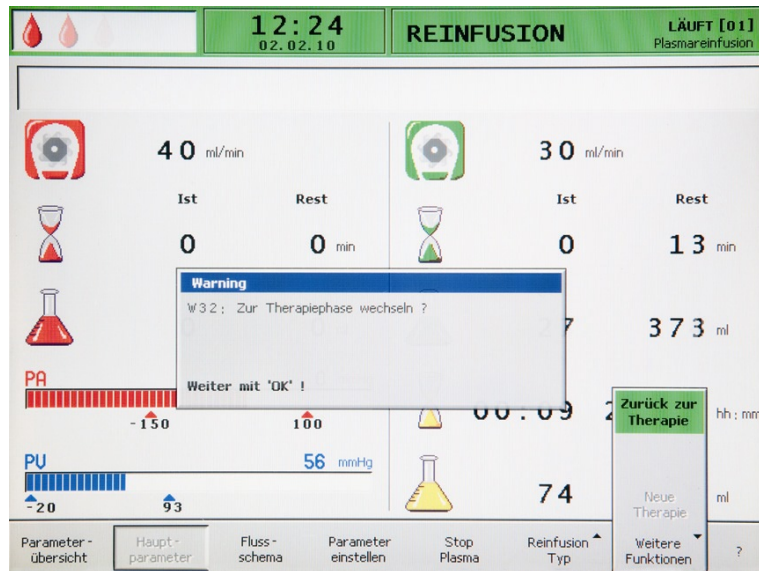 12:24
02.02.10
REINFUSION
LÄUFT [01]
Plasmareinfusion
40 ml/min
30 ml/min
Ist Rest
Ist Rest
0 0 min
0 13 min
Warning
W32: Zur Therapiephase wechseln ?
Weiter mit 'OK' !
27 373 ml
PA
-150 100
00:09
hh:mm
Zurück zur
Therapie
Neue
Therapie
PV 56 mmHg
-20 93
74 ml
Parameter-
übersicht
Haupt-
parameter
Fluss-
schema
Parameter
einstellen
Stop
Plasma
Reinfusion
Typ
Weitere
Funktionen
?